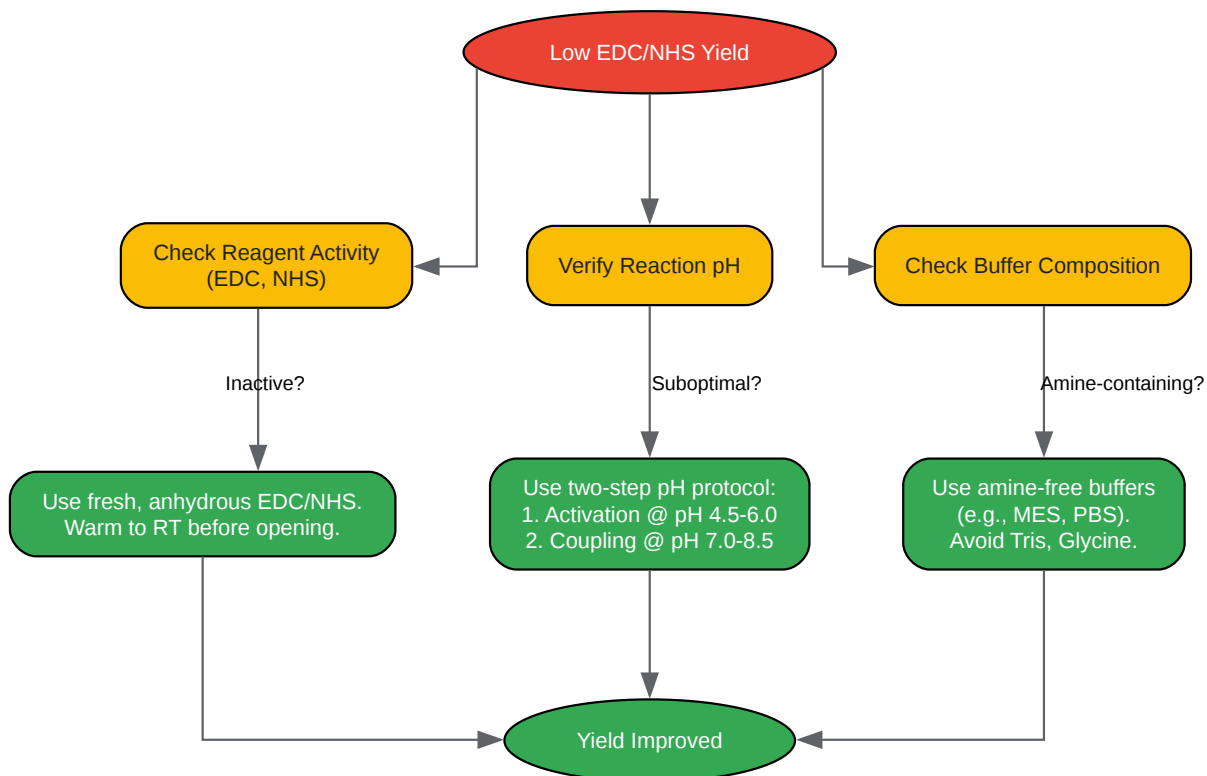 Low EDC/NHS Yield
Check Reagent Activity
(EDC, NHS)
Verify Reaction pH
Check Buffer Composition
Inactive?
Suboptimal?
Amine-containing?
Use fresh, anhydrous EDC/NHS.
Warm to RT before opening.
Use two-step pH protocol:
1. Activation @ pH 4.5-6.0
2. Coupling @ pH 7.0-8.5
Use amine-free buffers
(e.g., MES, PBS).
Avoid Tris, Glycine.
Yield Improved